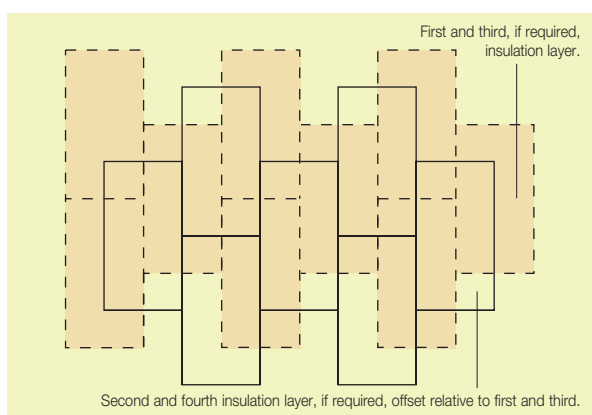 First and third, if required,
insulation layer.
Second and fourth insulation layer, if required, offset relative to first and third.